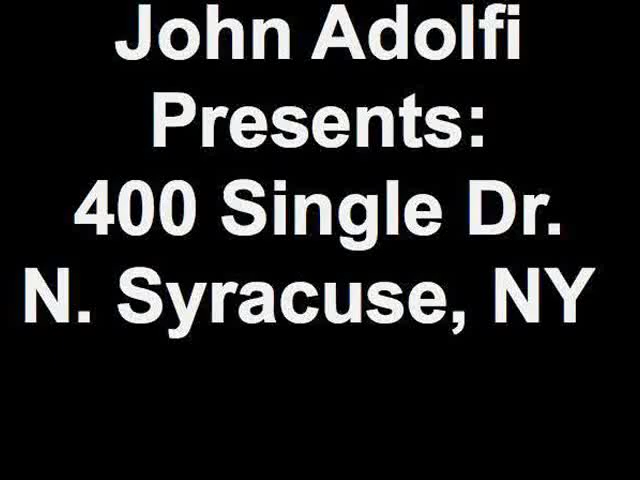 John Adolfi
Presents:
400 Single Dr.
N. Syracuse, NY